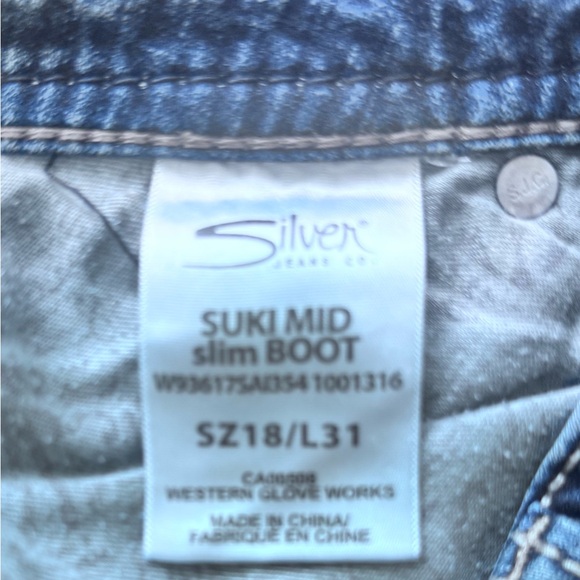 Silver
JEANS CO.
S.J.C
SUKI MID
slim BOOT
W93617SAI354 1001316
SZ18/L31
WESTERN GLOVE WORKS
MADE IN CHINA/
FABRIQUÉ EN CHINE